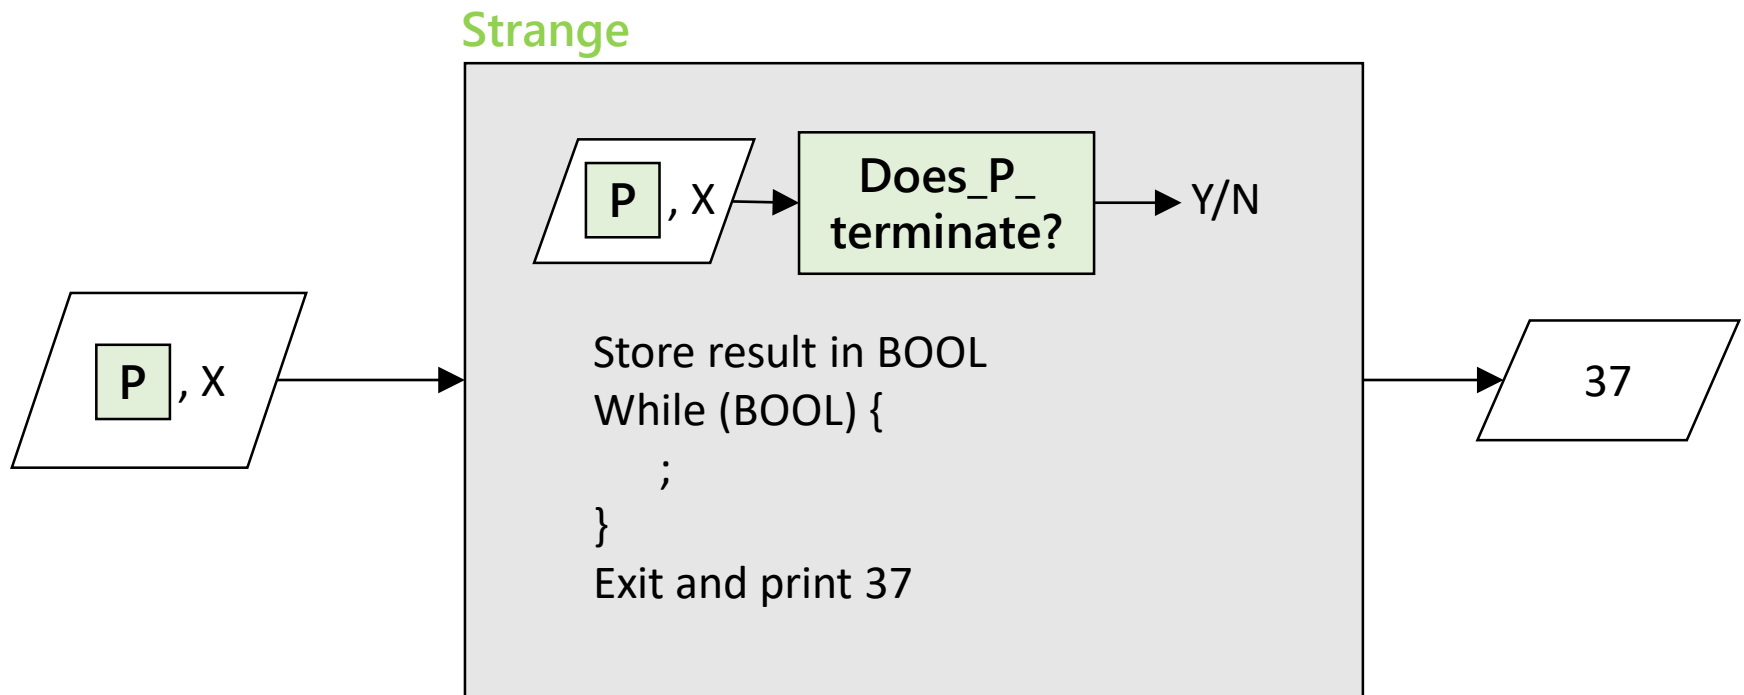 Strange
P , X
Does_P_
terminate?
Y/N
P , X
Store result in BOOL
While (BOOL) {
;
}
Exit and print 37
37